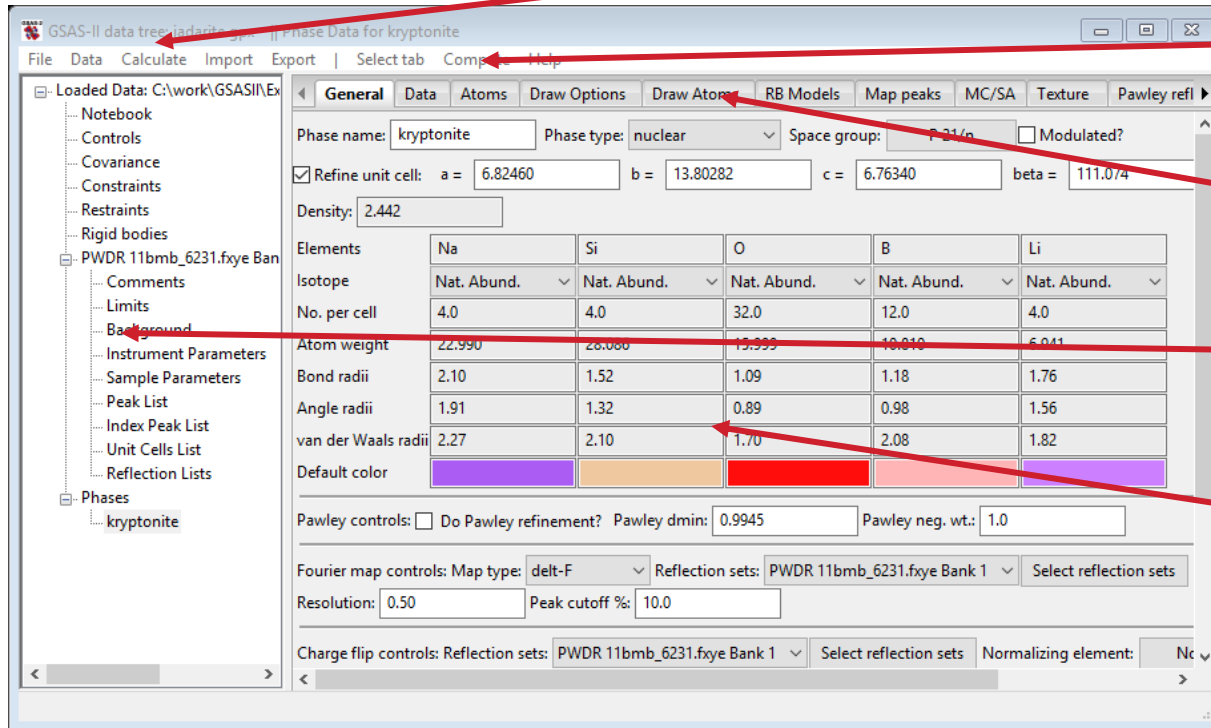 GSAS-II data tree: jadarite.gpx || Phase Data for kryptonite
File Data Calculate Import Export | Select tab Compute Help
Loaded Data: C:\work\GSASII\Ex
Notebook
Controls
Covariance
Constraints
Restraints
Rigid bodies
PWDR 11bmb_6231.fxye Ban
Comments
Limits
Background
Instrument Parameters
Sample Parameters
Peak List
Index Peak List
Unit Cells List
Reflection Lists
Phases
kryptonite
General Data Atoms Draw Options Draw Atoms RB Models Map peaks MC/SA Texture Pawley refl
Phase name: kryptonite Phase type: nuclear Space group: P 21/n Modulated?
Refine unit cell: a = 6.82460 b = 13.80282 c = 6.76340 beta = 111.074
Density: 2.442
Elements Na Si O B Li
Isotope Nat. Abund. Nat. Abund. Nat. Abund. Nat. Abund. Nat. Abund.
No. per cell 4.0 4.0 32.0 12.0 4.0
Atom weight 22.990 28.086 15.999 10.810 6.941
Bond radii 2.10 1.52 1.09 1.18 1.76
Angle radii 1.91 1.32 0.89 0.98 1.56
van der Waals radii 2.27 2.10 1.70 2.08 1.82
Default color
Pawley controls: Do Pawley refinement? Pawley dmin: 0.9945 Pawley neg. wt.: 1.0
Fourier map controls: Map type: delt-F Reflection sets: PWDR 11bmb_6231.fxye Bank 1 Select reflection sets
Resolution: 0.50 Peak cutoff %: 10.0
Charge flip controls: Reflection sets: PWDR 11bmb_6231.fxye Bank 1 Select reflection sets Normalizing element: